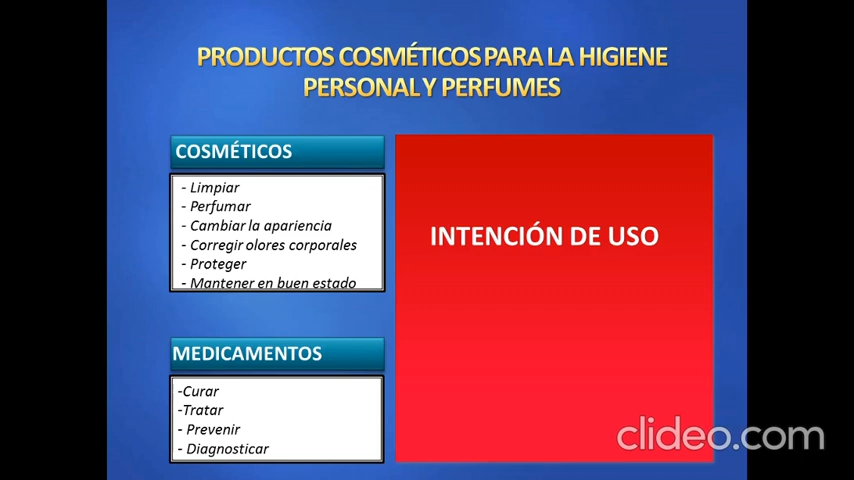 PRODUCTOS COSMÉTICOS PARA LA HIGIENE
PERSONAL Y PERFUMES
COSMÉTICOS
- Limpiar
- Perfumar
- Cambiar la apariencia
- Corregir olores corporales
- Proteger
- Mantener en buen estado
INTENCIÓN DE USO
MEDICAMENTOS
-Curar
-Tratar
- Prevenir
- Diagnosticar
clideo.com